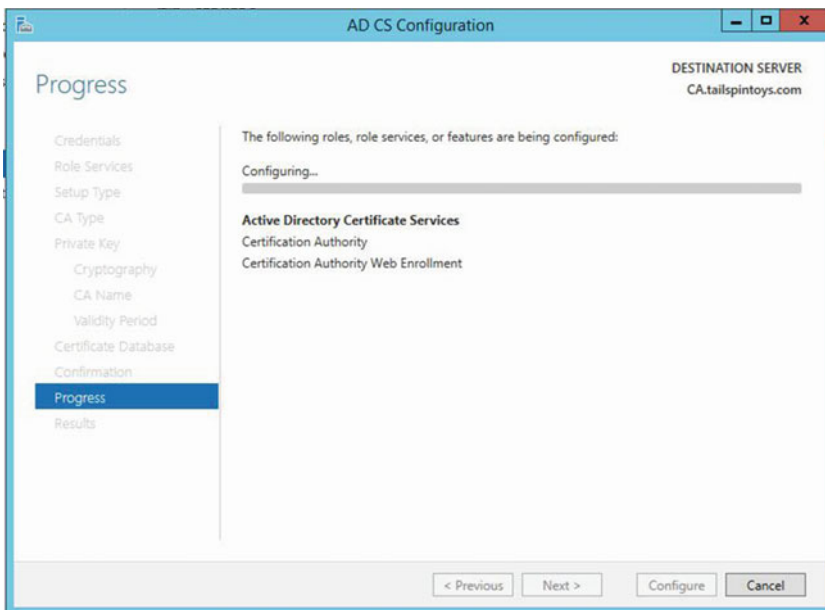 AD CS Configuration
Progress
DESTINATION SERVER
CA.tailspintoys.com
Credentials
Role Services
Setup Type
CA Type
Private Key
Cryptography
CA Name
Validity Period
Certificate Database
Confirmation
Progress
Results
The following roles, role services, or features are being configured:
Configuring...
Active Directory Certificate Services
Certification Authority
Certification Authority Web Enrollment
< Previous
Next >
Configure
Cancel